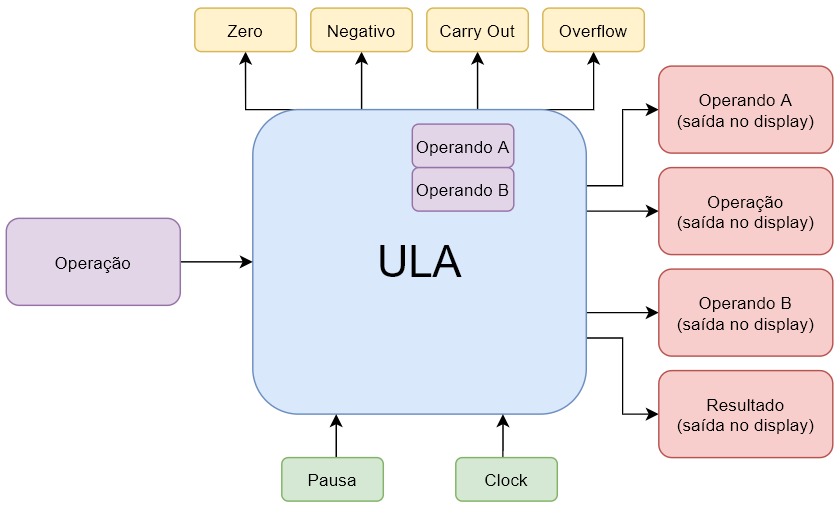 Zero
Negativo
Carry Out
Overflow
Operando A
Operando B
ULA
Operação
Operando A
(saída no display)
Operação
(saída no display)
Operando B
(saída no display)
Resultado
(saída no display)
Pausa
Clock